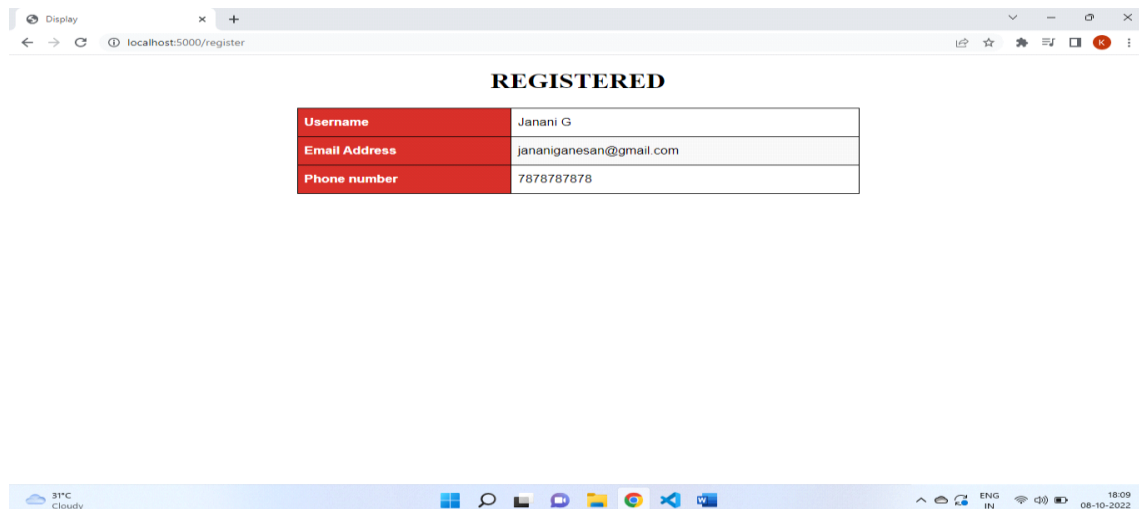 Display
localhost:5000/register
K
REGISTERED
Username Janani G
Email Address jananiganesan@gmail.com
Phone number 7878787878
31°C
Cloudy
ENG
IN
18:09
08-10-2022